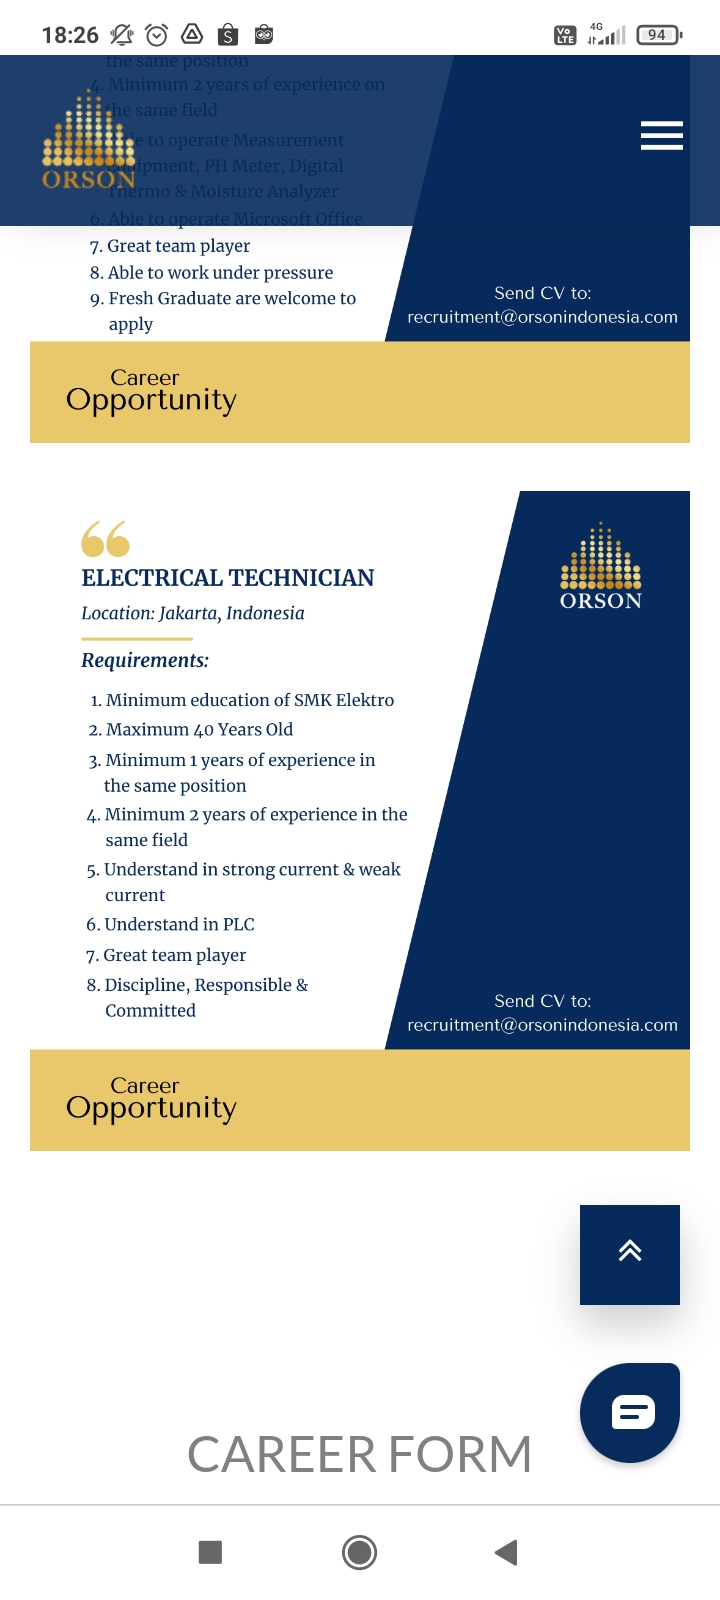 18:26
Vo LTE
4G
94
the same position
4. Minimum 2 years of experience on
the same field
to operate Measurement
PH Meter, Digital
Thermo & Moisture Analyzer
ORSON
6. Able to operate Microsoft Office
7. Great team player
8. Able to work under pressure
9. Fresh Graduate are welcome to
apply
Send CV to:
recruitment@orsonindonesia.com
Career
Opportunity
ELECTRICAL TECHNICIAN
Location: Jakarta, Indonesia
Requirements:
ORSON
1. Minimum education of SMK Elektro
2. Maximum 40 Years Old
3. Minimum 1 years of experience in
the same position
4. Minimum 2 years of experience in the
same field
5. Understand in strong current & weak
current
6. Understand in PLC
7. Great team player
8. Discipline, Responsible &
Committed
Send CV to:
recruitment@orsonindonesia.com
Career
Opportunity
CAREER FORM